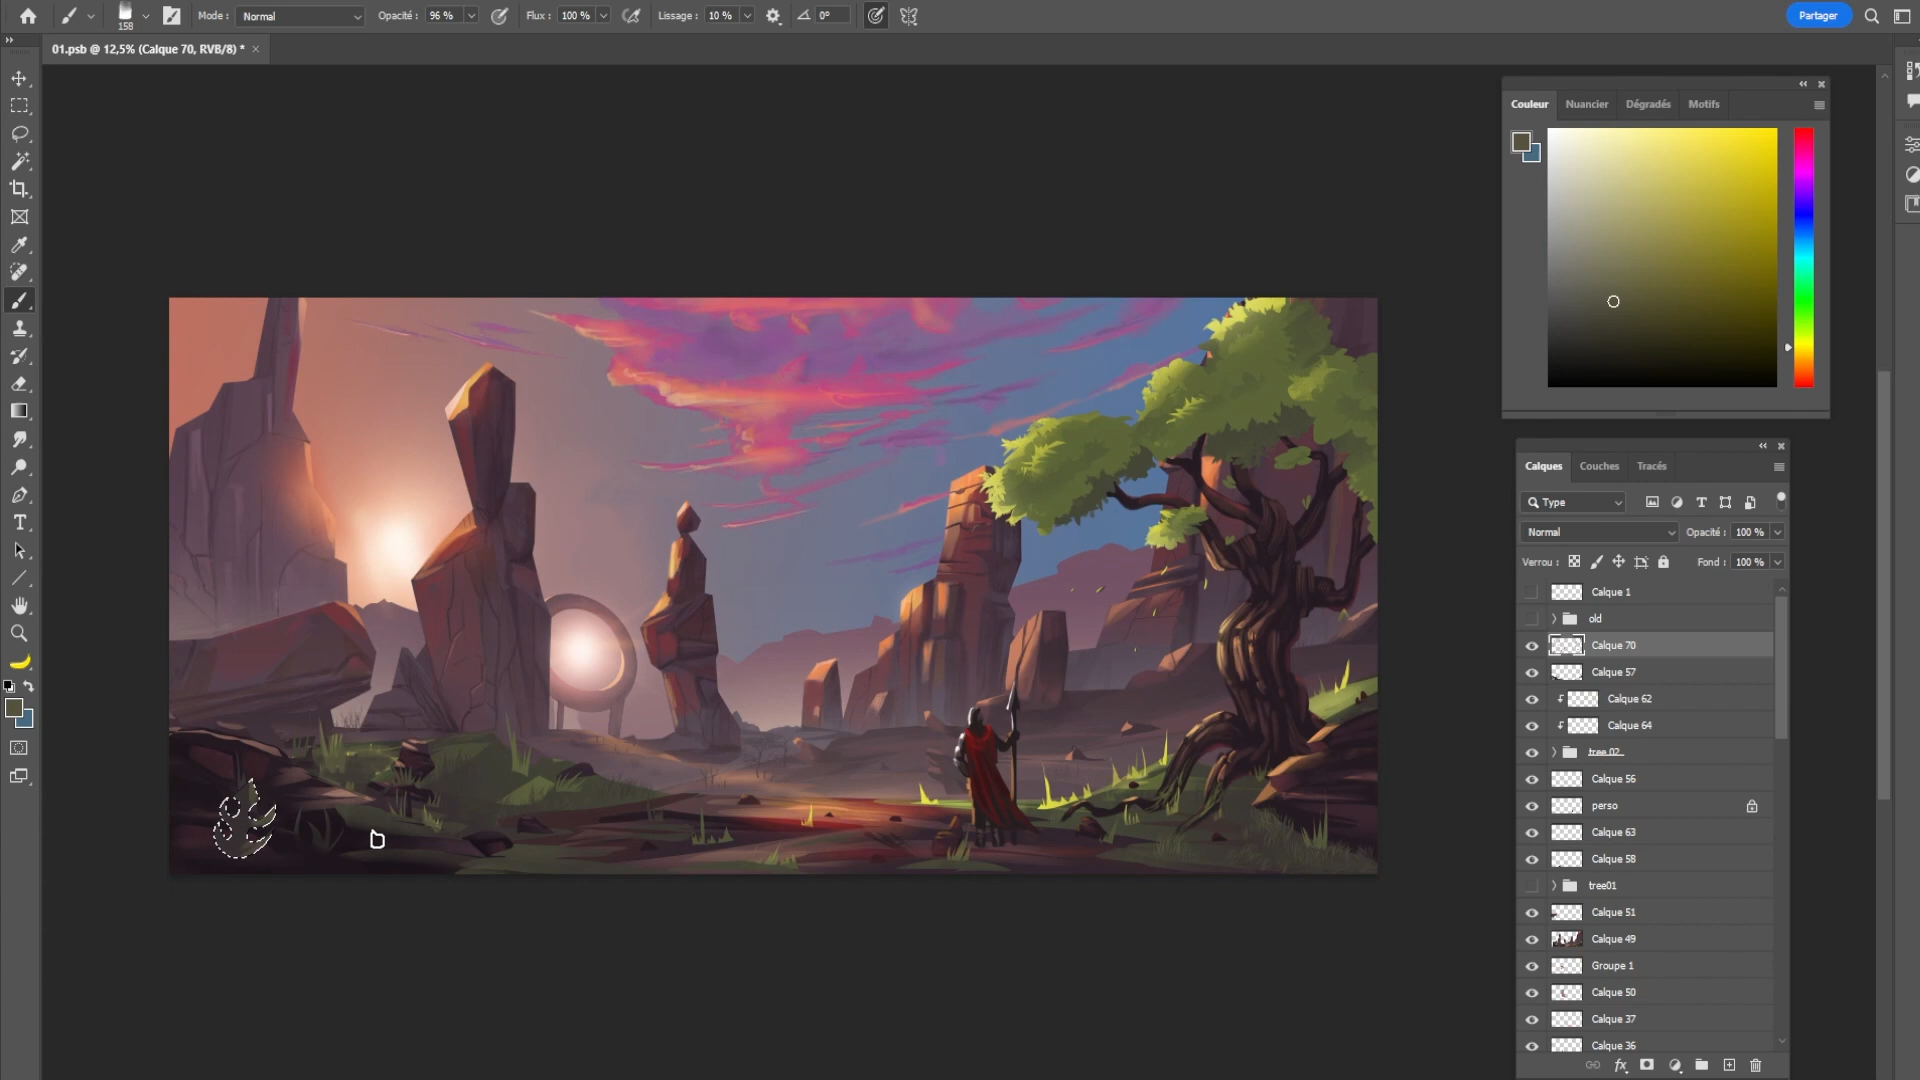 Mode : Normal Opacité : 96 % Flux : 100 % Lissage : 10 % 0° Partager
158
01.psb @ 12,5% (Calque 70, RVB/8) *
Couleur Nuancier Dégradés Motifs
Calques Couches Tracés
Type
Normal Opacité : 100 %
Verrou : Fond : 100 %
Calque 1
old
Calque 70
Calque 57
Calque 62
Calque 64
tree 02
Calque 56
perso
Calque 63
Calque 58
tree01
Calque 51
Calque 49
Groupe 1
Calque 50
Calque 37
Calque 36
fx